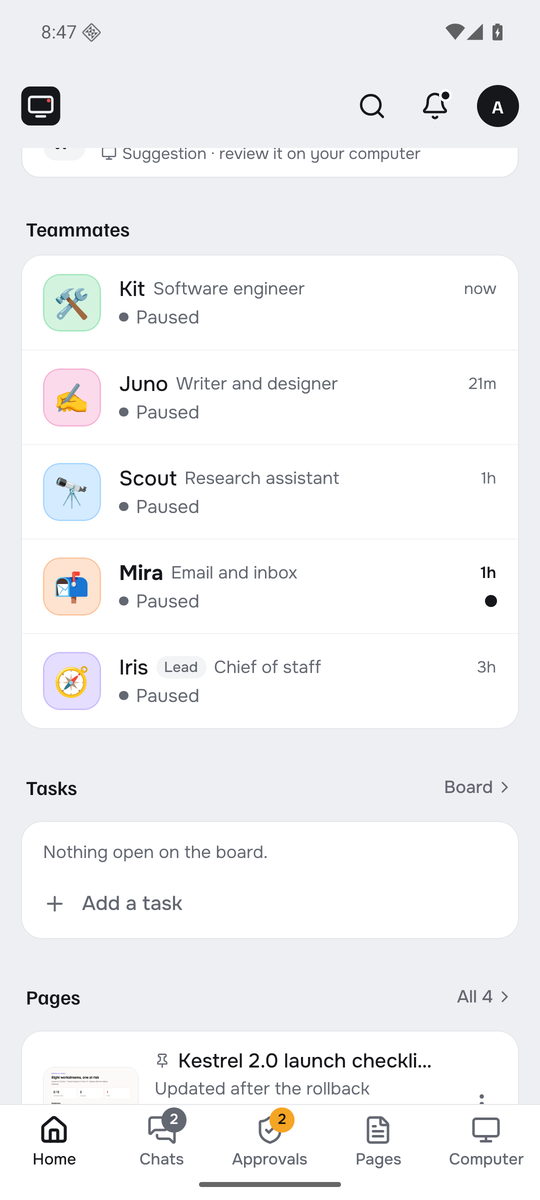 8:47
A
Suggestion · review it on your computer
Teammates
Kit Software engineer now
Paused
Juno Writer and designer 21m
Paused
Scout Research assistant 1h
Paused
Mira Email and inbox 1h
Paused
Iris Lead Chief of staff 3h
Paused
Tasks Board
Nothing open on the board.
Add a task
Pages All 4
Kestrel 2.0 launch checkli...
Updated after the rollback
2 2
Home Chats Approvals Pages Computer